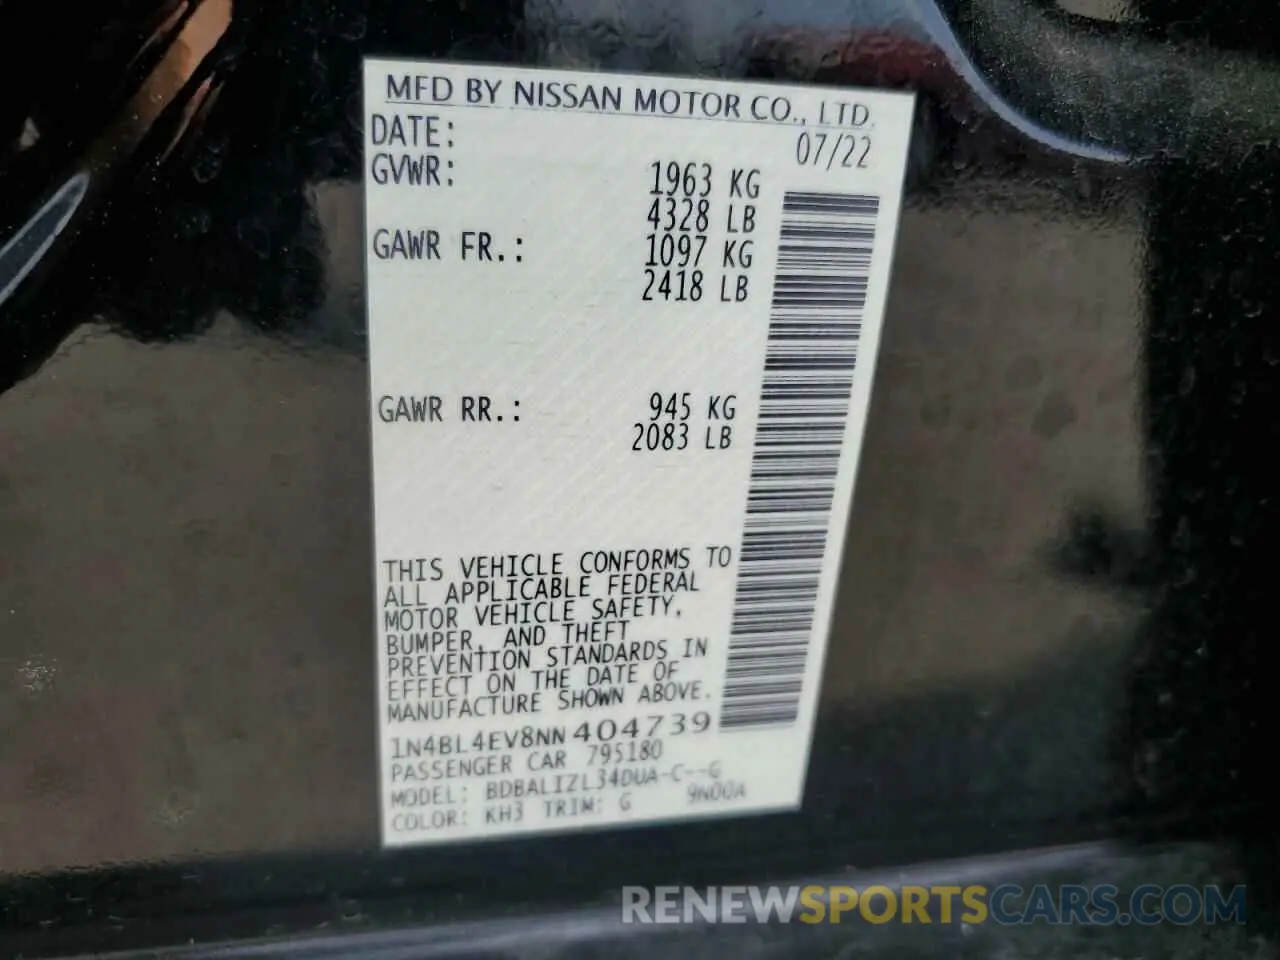 MFD BY NISSAN MOTOR CO., LTD.
DATE: 07/22
GVWR: 1963 KG
4328 LB
GAWR FR.: 1097 KG
2418 LB
GAWR RR.: 945 KG
2083 LB
THIS VEHICLE CONFORMS TO
ALL APPLICABLE FEDERAL
MOTOR VEHICLE SAFETY,
BUMPER, AND THEFT
PREVENTION STANDARDS IN
EFFECT ON THE DATE OF
MANUFACTURE SHOWN ABOVE.
1N4BL4EV8NN404739
PASSENGER CAR 795180
MODEL: BDBALIZL34DUA-C--G
COLOR: KH3 TRIM: G 9N00A
RENEWSPORTSCARS.COM